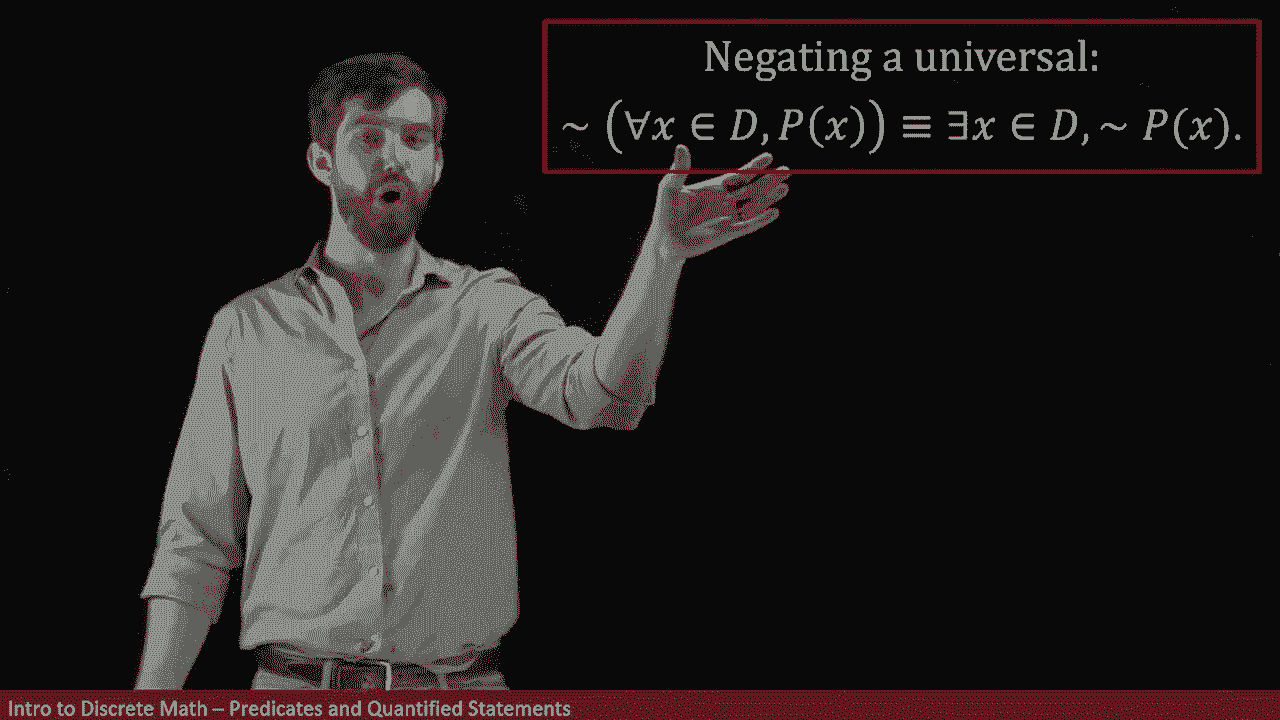 Negating a universal:
~ (∀x ∈ D, P(x)) ≡ ∃x ∈ D, ~ P(x).
Intro to Discrete Math – Predicates and Quantified Statements